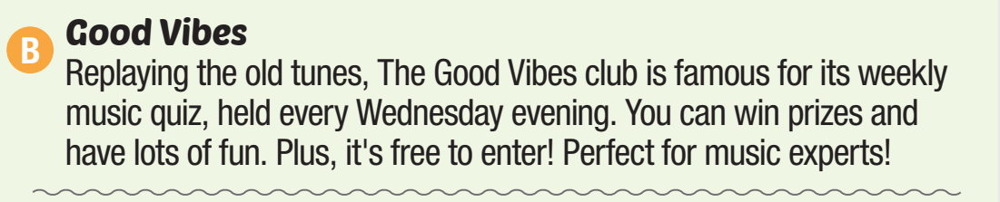 B
Good Vibes
Replaying the old tunes, The Good Vibes club is famous for its weekly
music quiz, held every Wednesday evening. You can win prizes and
have lots of fun. Plus, it's free to enter! Perfect for music experts!